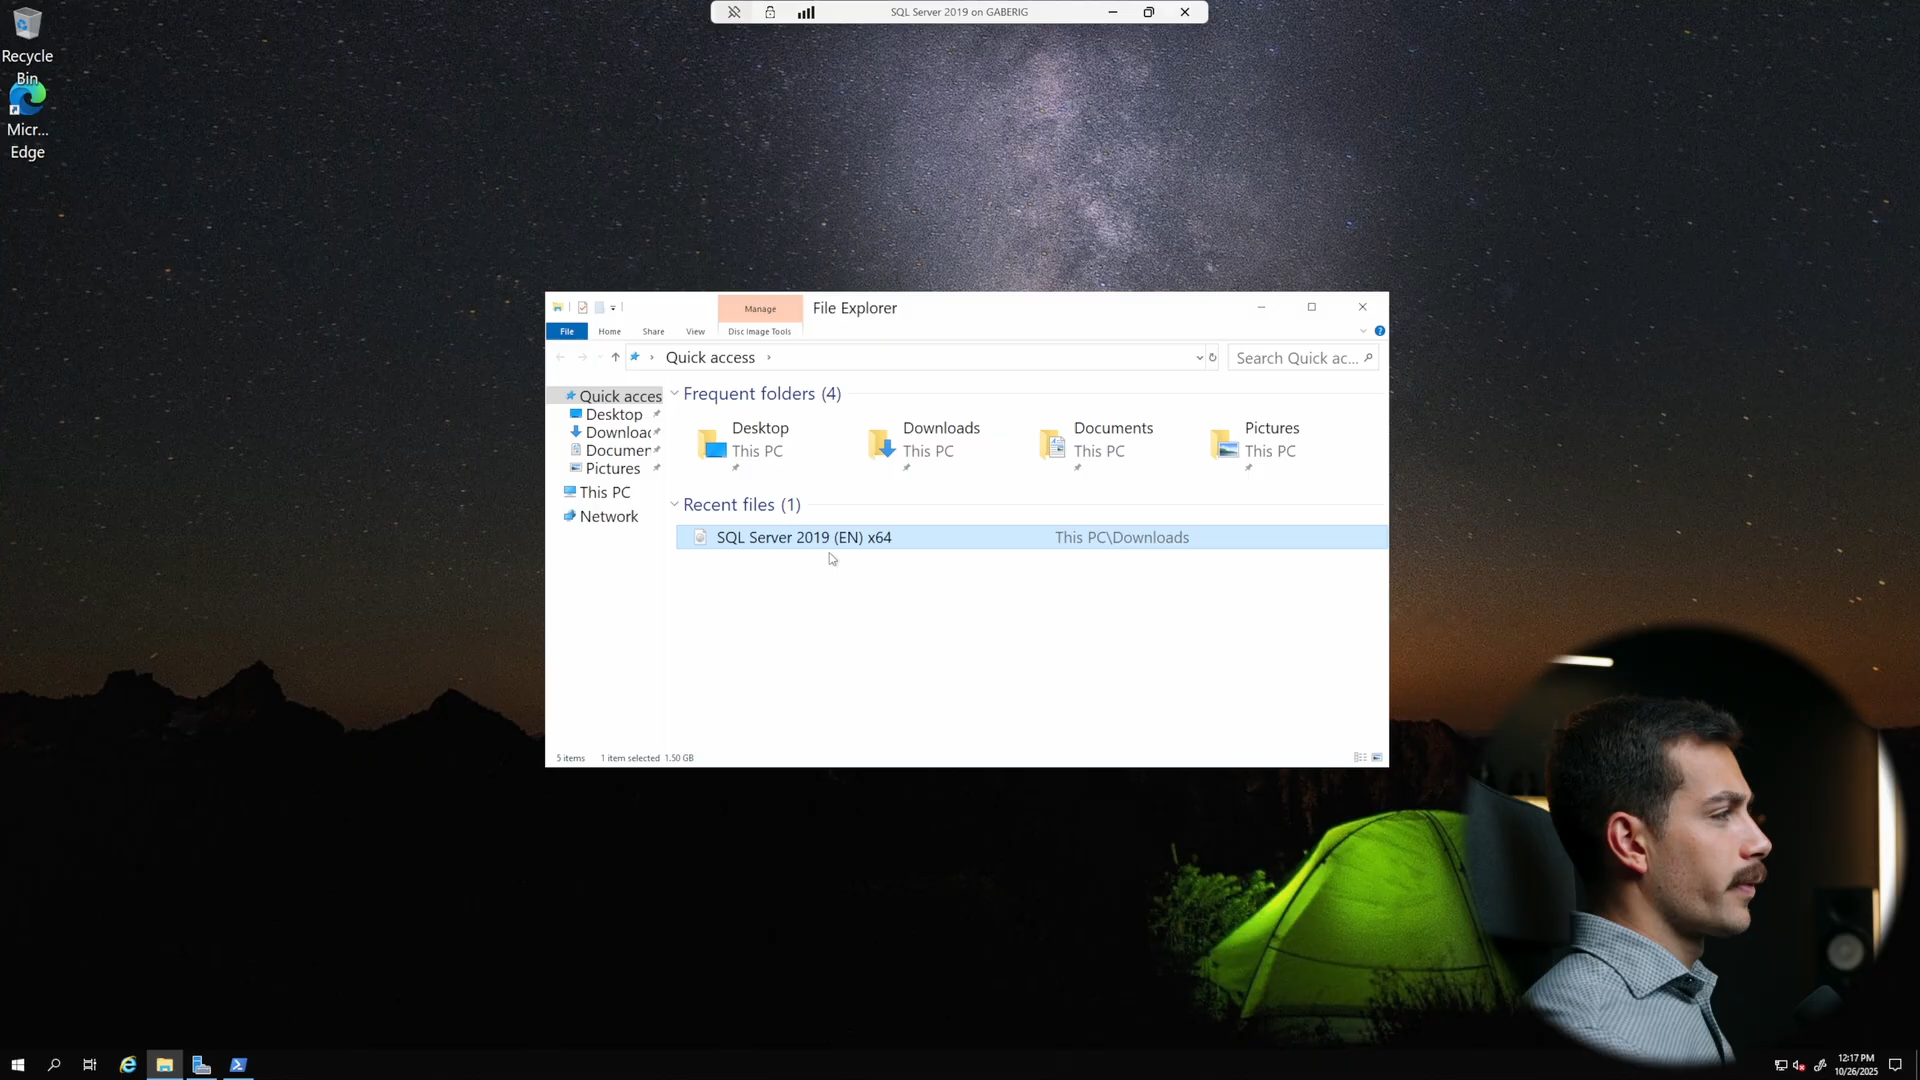 SQL Server 2019 on GABERIG
Recycle
Bin
Micr...
Edge
Manage
File Explorer
File
Home
Share
View
Disc Image Tools
Quick access
Search Quick ac...
Quick acces
Desktop
Downloac
Documer
Pictures
This PC
Network
Frequent folders (4)
Desktop
This PC
Downloads
This PC
Documents
This PC
Pictures
This PC
Recent files (1)
SQL Server 2019 (EN) x64
This PC\Downloads
5 items
1 item selected 1.50 GB
12:17 PM
10/26/2025